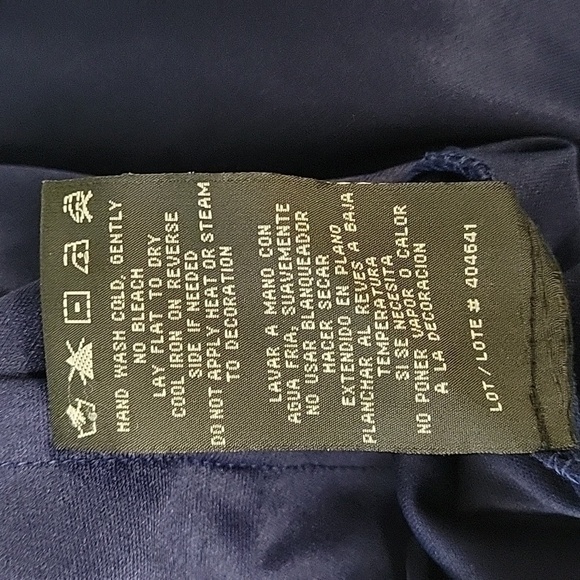 HAND WASH COLD, GENTLY
NO BLEACH
LAY FLAT TO DRY
COOL IRON ON REVERSE
SIDE IF NEEDED
DO NOT APPLY HEAT OR STEAM
TO DECORATION
LAVAR A MANO CON
AGUA FRIA, SUAVEMENTE
NO USAR BLANQUEADOR
HACER SECAR
EXTENDIDO EN PLANO
PLANCHAR AL REVES A BAJA
TEMPERATURA
SI SE NECESITA
NO PONER VAPOR O CALOR
A LA DECORACION
LOT / LOTE # 404641